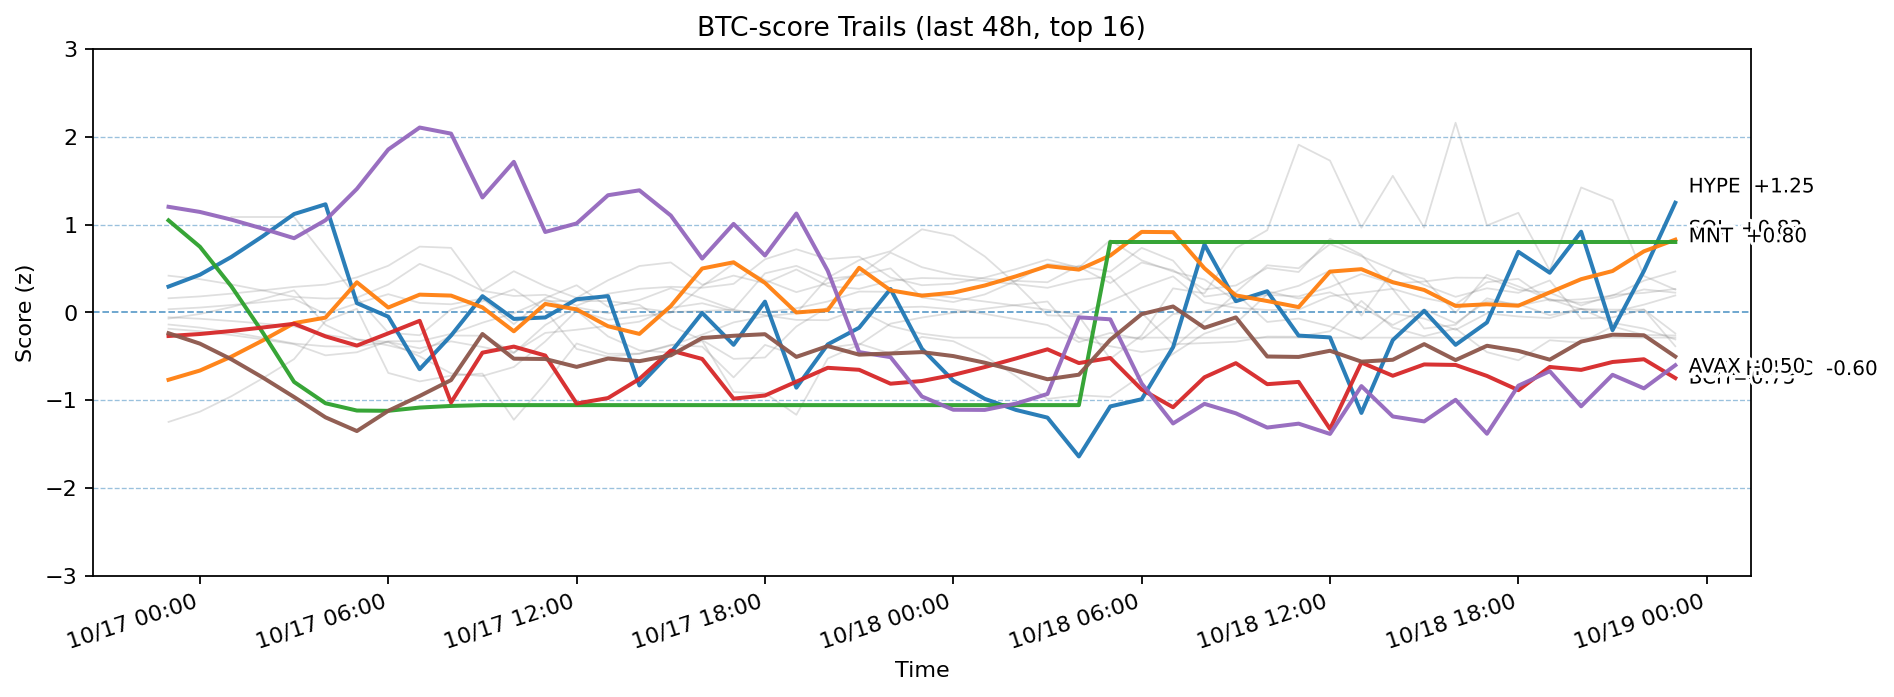 BTC-score Trails (last 48h, top 16)
Score (z)
3
2
1
0
−1
−2
−3
HYPE +1.25
MNT +0.80
AVAX -0.50
-0.60
10/17 00:00
10/17 06:00
10/17 12:00
10/17 18:00
10/18 00:00
10/18 06:00
10/18 12:00
10/18 18:00
10/19 00:00
Time